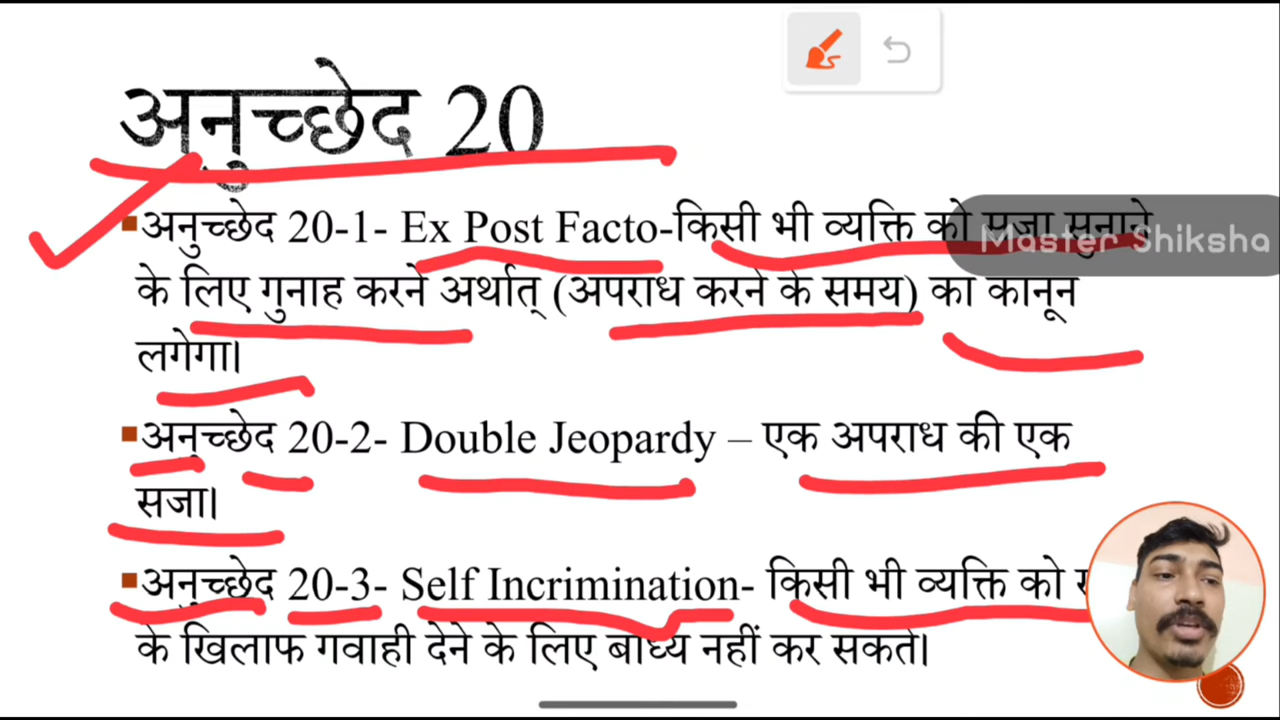 अनुच्छेद 20
अनुच्छेद 20-1- Ex Post Facto-किसी भी व्यक्ति को सजा सुनाने
Master Shiksha
के लिए गुनाह करने अर्थात् (अपराध करने के समय) का कानून
लगेगा।
अनुच्छेद 20-2- Double Jeopardy – एक अपराध की एक
सजा।
अनुच्छेद 20-3- Self Incrimination- किसी भी व्यक्ति को
के खिलाफ गवाही देने के लिए बाध्य नहीं कर सकते।